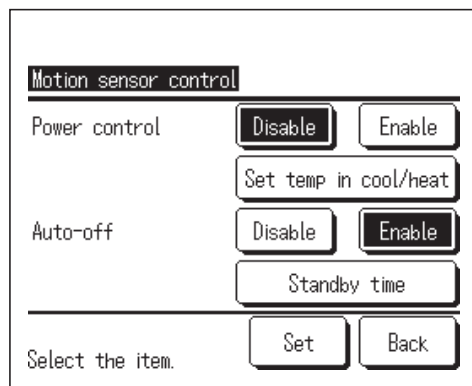 Motion sensor control
Power control Disable Enable
Set temp in cool/heat
Auto-off Disable Enable
Standby time
Select the item. Set Back